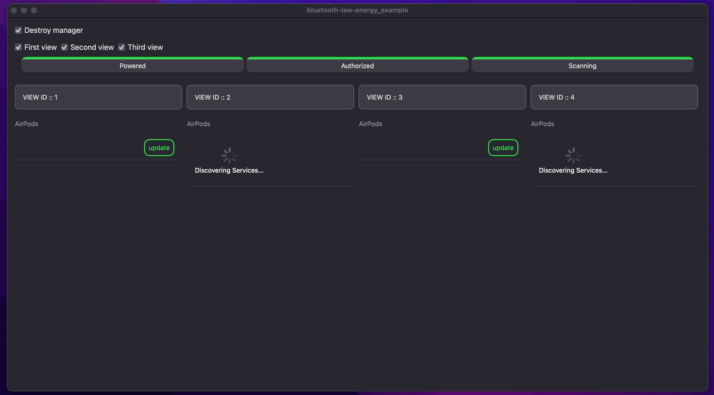 bluetooth-law-energy_example
Destroy manager
First view Second view Third view
Powered Authorized Scanning
VIEW ID :: 1 VIEW ID :: 2 VIEW ID :: 3 VIEW ID :: 4
AirPods AirPods AirPods AirPods
update update
Discovering Services... Discovering Services...